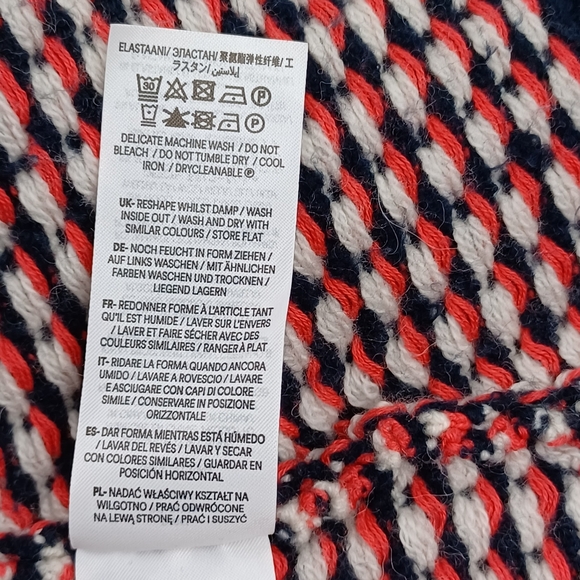 ELASTAANI/ ЭЛАСТАН/ 聚氨酯弹性纤维/ エ
ラスタン/ إيلاستين/
30 P
P
DELICATE MACHINE WASH / DO NOT
BLEACH / DO NOT TUMBLE DRY / COOL
IRON / DRYCLEANABLE Ⓟ
UK- RESHAPE WHILST DAMP / WASH
INSIDE OUT / WASH AND DRY WITH
SIMILAR COLOURS / STORE FLAT
DE- NOCH FEUCHT IN FORM ZIEHEN /
AUF LINKS WASCHEN / MIT ÄHNLICHEN
FARBEN WASCHEN UND TROCKNEN /
LIEGEND LAGERN
FR- REDONNER FORME À L'ARTICLE TANT
QU'IL EST HUMIDE / LAVER SUR L'ENVERS
/ LAVER ET FAIRE SÉCHER AVEC DES
COULEURS SIMILAIRES / RANGER À PLAT
IT- RIDARE LA FORMA QUANDO ANCORA
UMIDO / LAVARE A ROVESCIO / LAVARE
E ASCIUGARE CON CAPI DI COLORE
SIMILE / CONSERVARE IN POSIZIONE
ORIZZONTALE
ES- DAR FORMA MIENTRAS ESTÁ HÚMEDO
/ LAVAR DEL REVÉS / LAVAR Y SECAR
CON COLORES SIMILARES / GUARDAR EN
POSICIÓN HORIZONTAL
PL- NADAĆ WŁAŚCIWY KSZTAŁT NA
WILGOTNO / PRAĆ ODWRÓCONE
NA LEWĄ STRONĘ / PRAĆ I SUSZYĆ